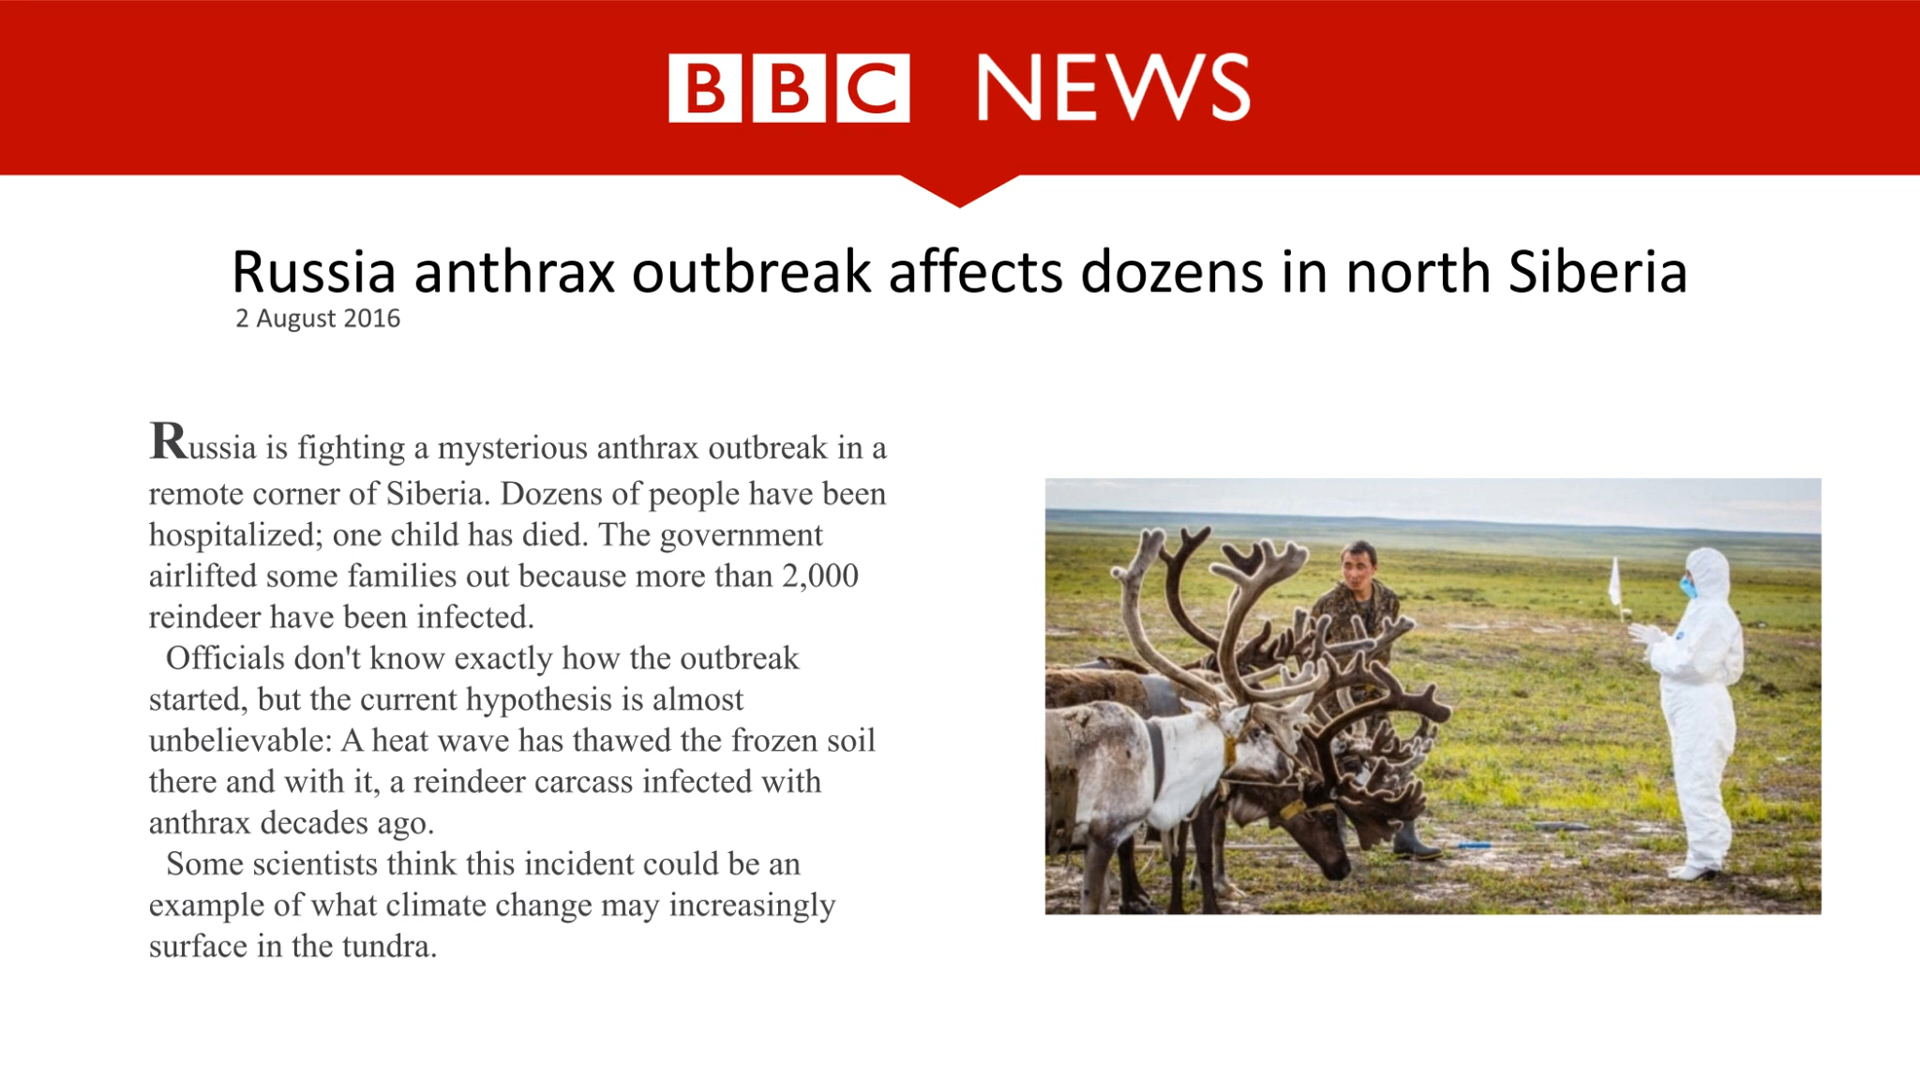 BBC NEWS
Russia anthrax outbreak affects dozens in north Siberia
2 August 2016
Russia is fighting a mysterious anthrax outbreak in a
remote corner of Siberia. Dozens of people have been
hospitalized; one child has died. The government
airlifted some families out because more than 2,000
reindeer have been infected.
Officials don't know exactly how the outbreak
started, but the current hypothesis is almost
unbelievable: A heat wave has thawed the frozen soil
there and with it, a reindeer carcass infected with
anthrax decades ago.
Some scientists think this incident could be an
example of what climate change may increasingly
surface in the tundra.